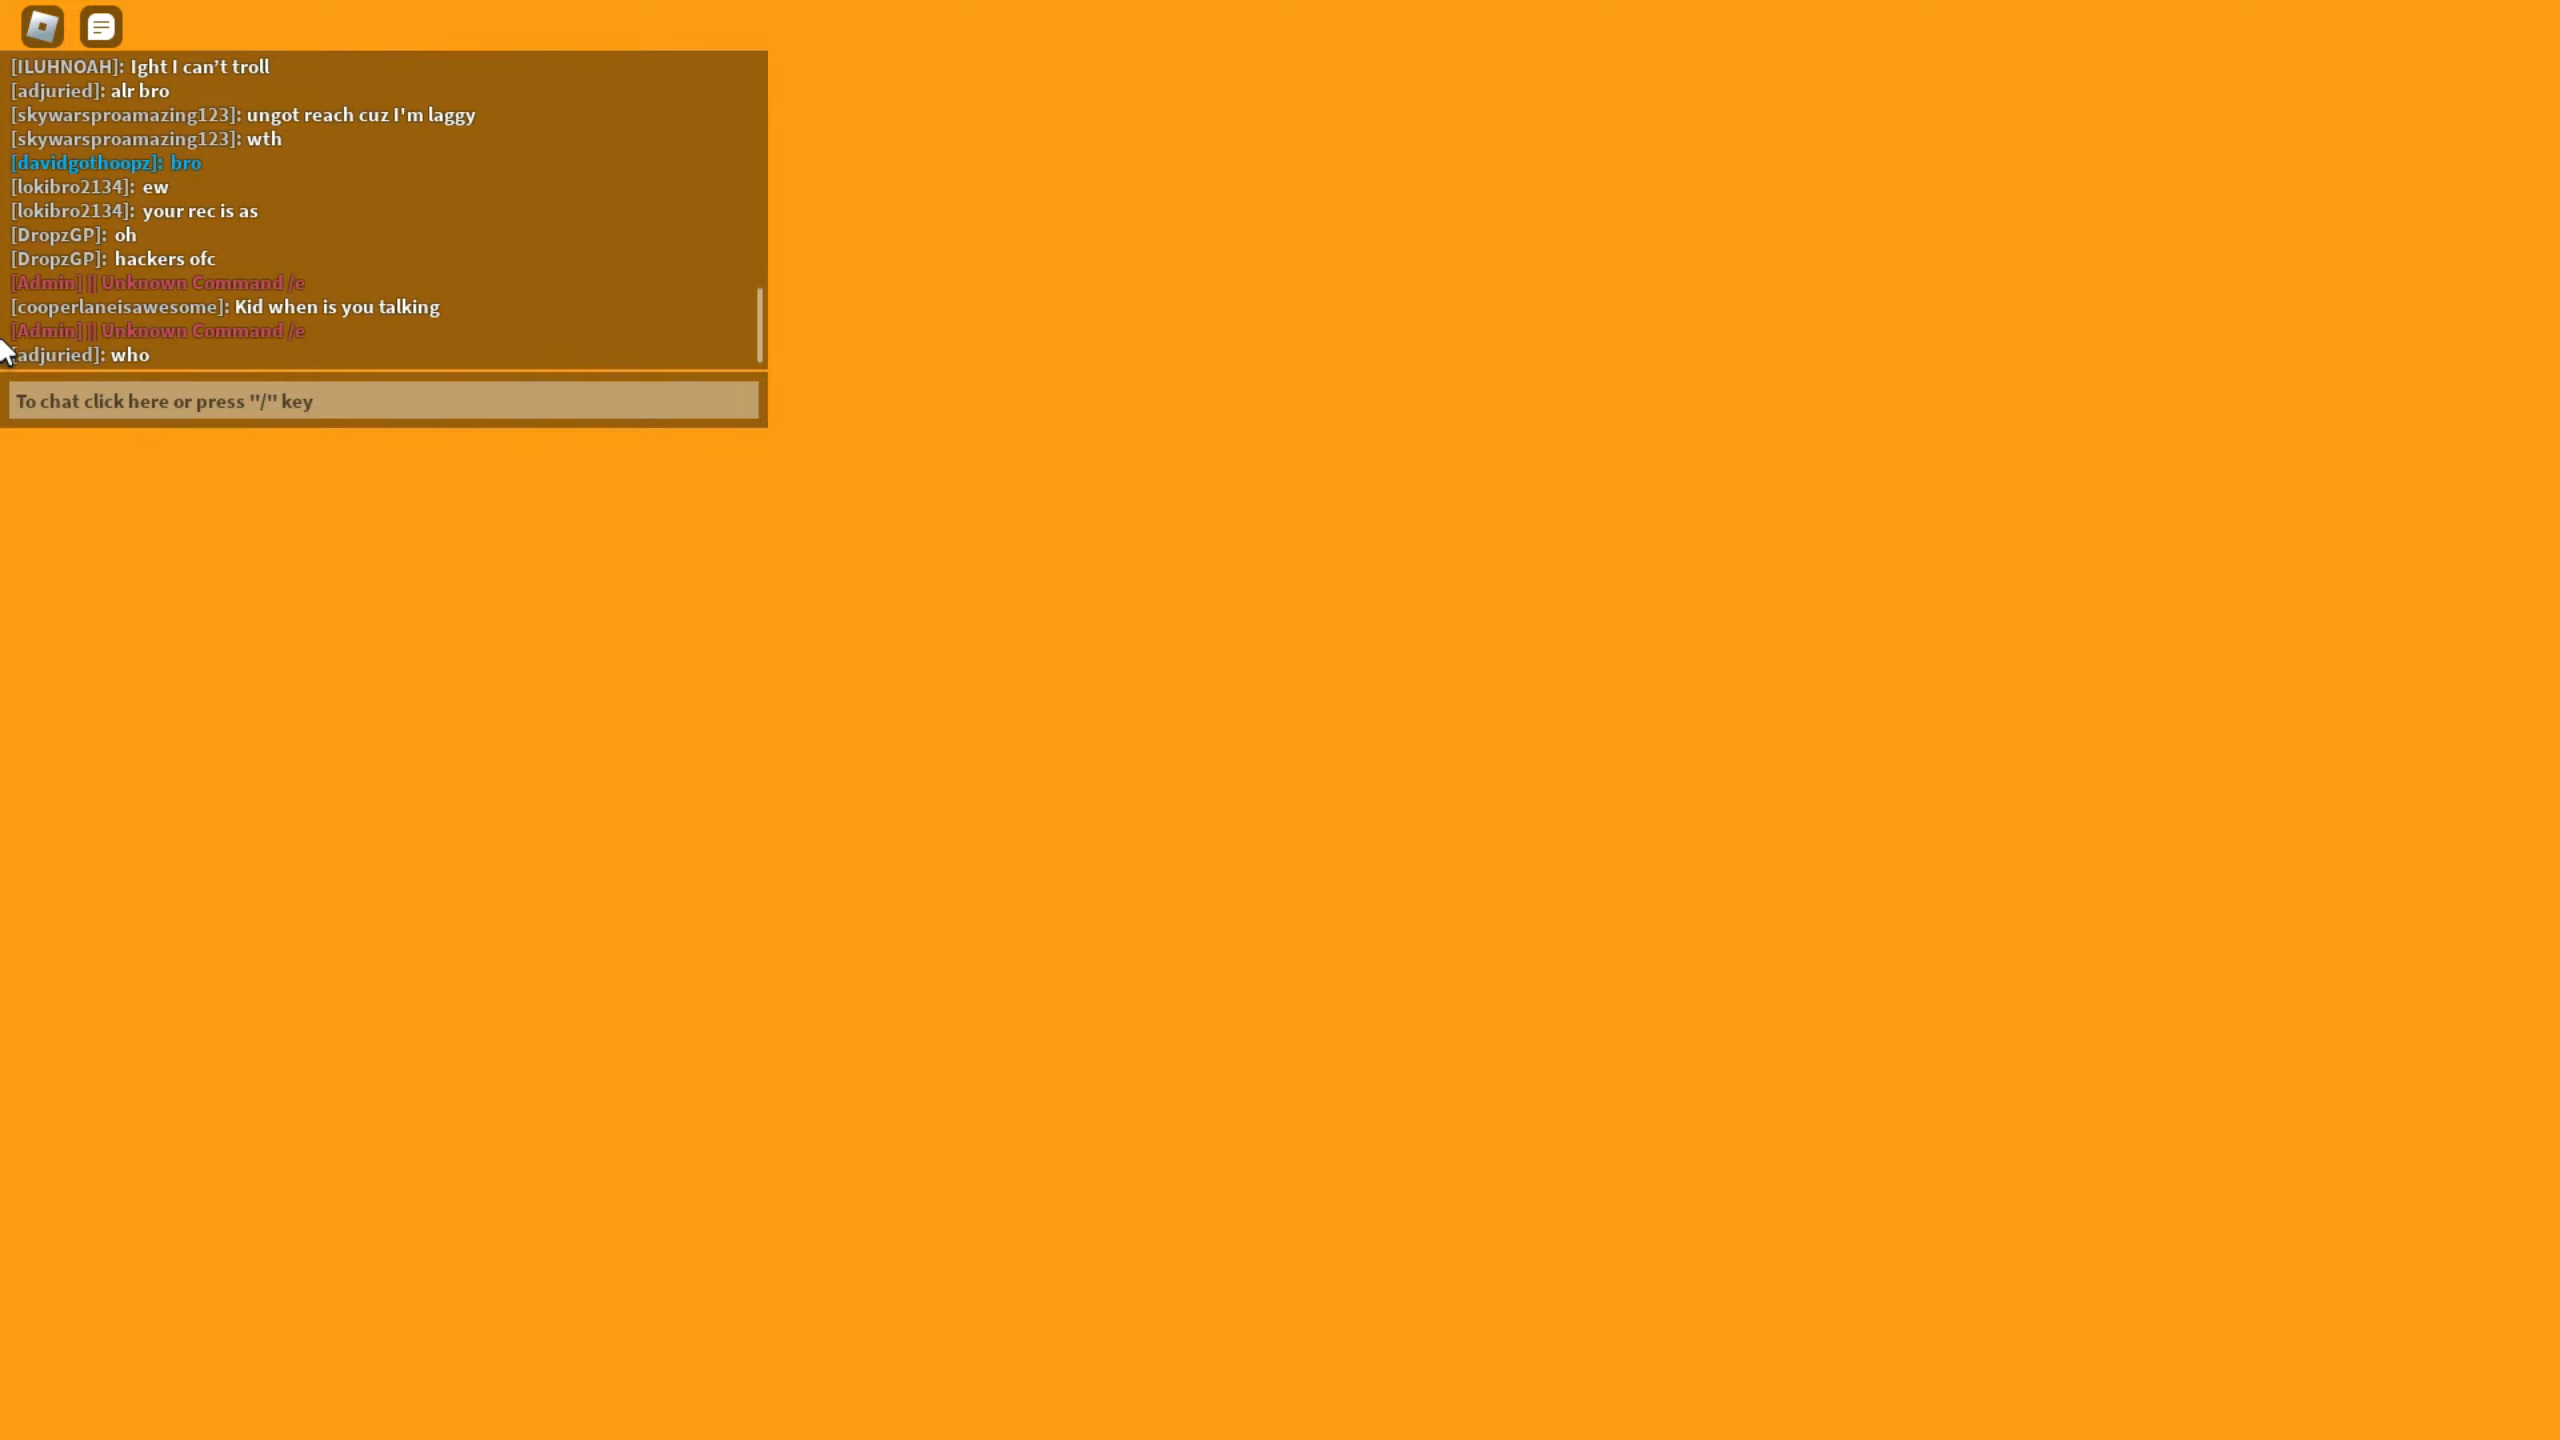 [ILUHNOAH]: Ight I can’t troll
[adjuried]: alr bro
[skywarsproamazing123]: ungot reach cuz I'm laggy
[skywarsproamazing123]: wth
[davidgothoopz]: bro
[lokibro2134]: ew
[lokibro2134]: your rec is as
[DropzGP]: oh
[DropzGP]: hackers ofc
[Admin] || Unknown Command /e
[cooperlaneisawesome]: Kid when is you talking
[Admin] || Unknown Command /e
[adjuried]: who
To chat click here or press "/" key